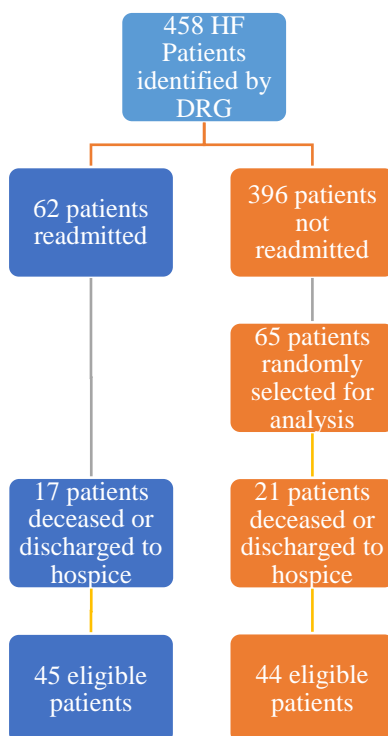 458 HF
Patients
identified by
DRG
62 patients
readmitted
396 patients
not
readmitted
65 patients
randomly
selected for
analysis
17 patients
deceased or
discharged to
hospice
21 patients
deceased or
discharged to
hospice
45 eligible
patients
44 eligible
patients